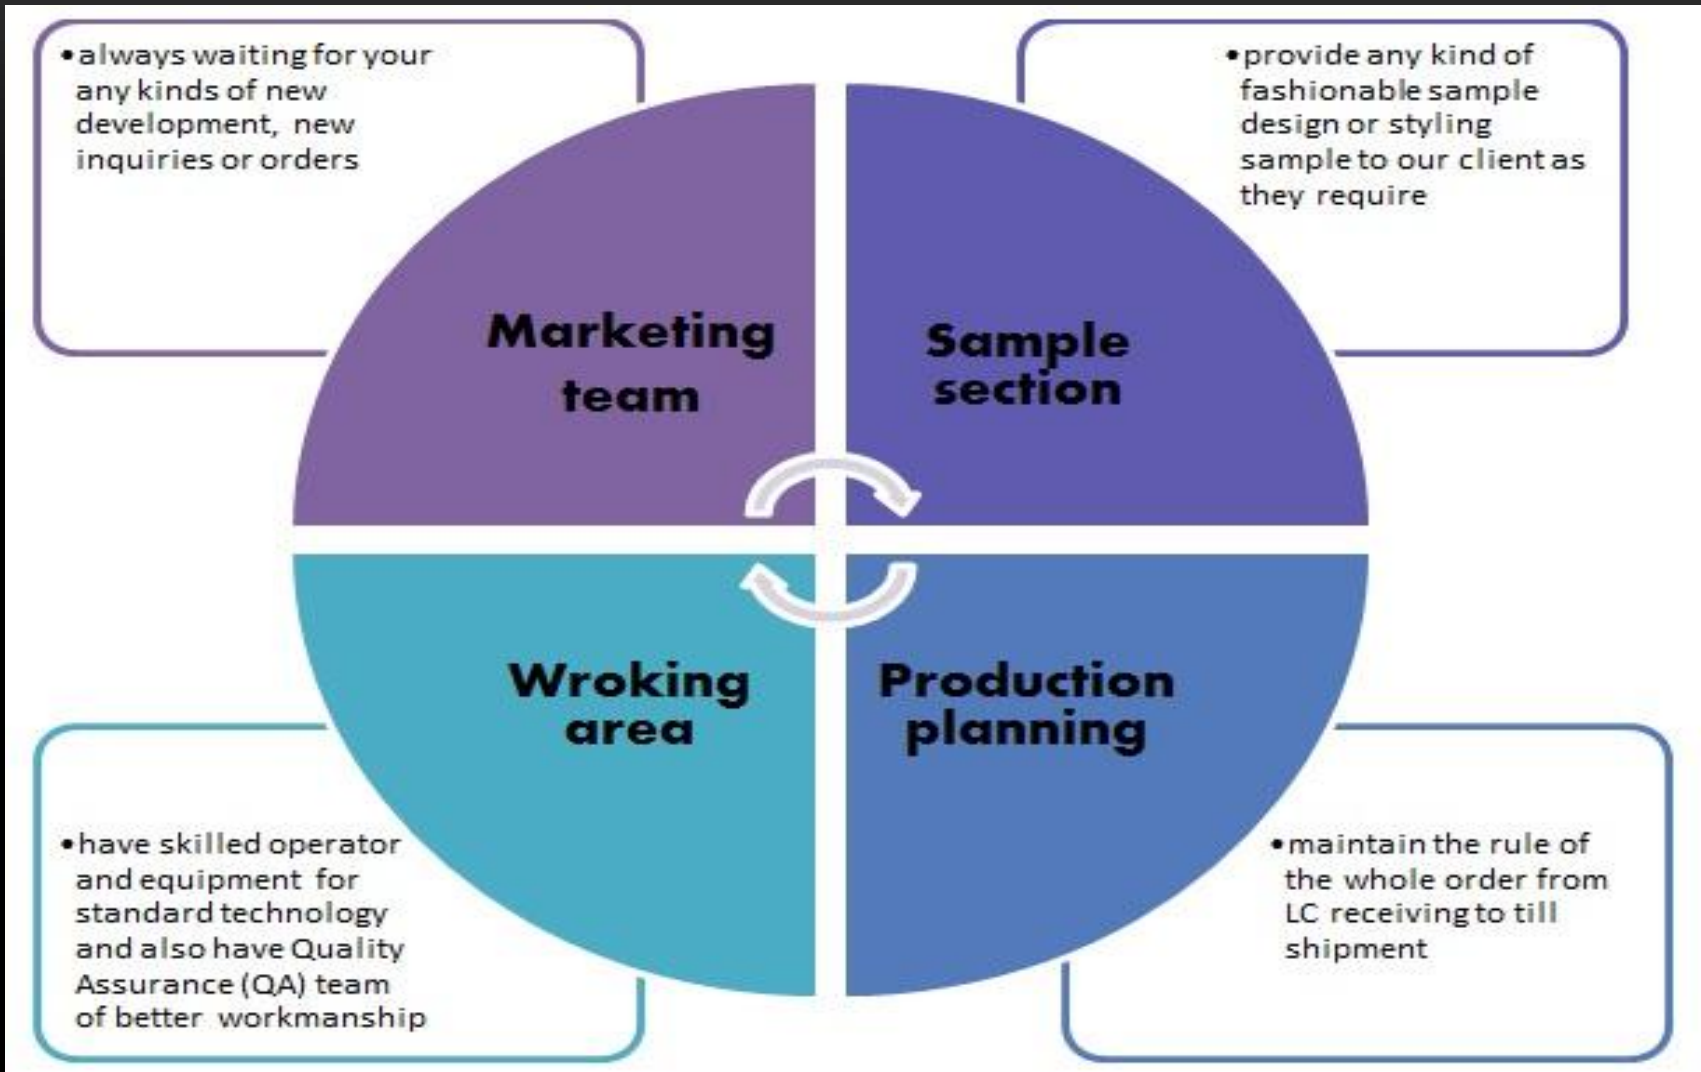 •always waiting for your
any kinds of new
development, new
inquiries or orders
•provide any kind of
fashionable sample
design or styling
sample to our client as
they require
Marketing
team
Sample
section
Wroking
area
Production
planning
•have skilled operator
and equipment for
standard technology
and also have Quality
Assurance (QA) team
of better workmanship
•maintain the rule of
the whole order from
LC receiving to till
shipment